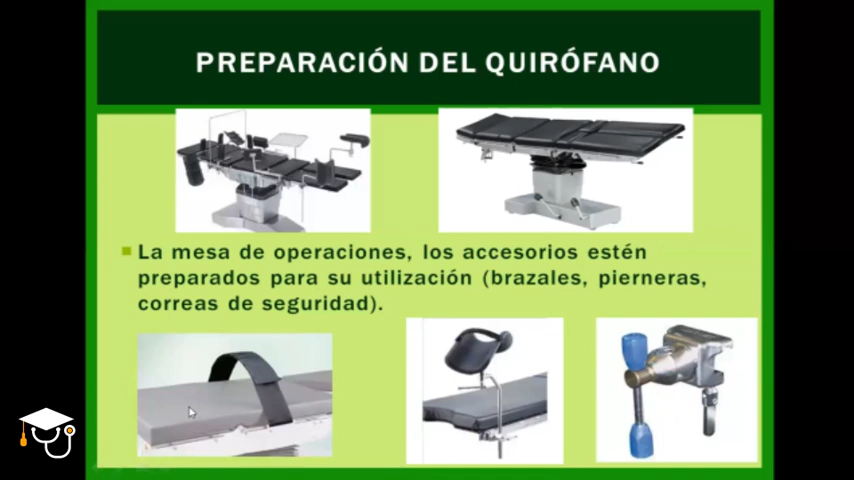 PREPARACIÓN DEL QUIRÓFANO
La mesa de operaciones, los accesorios estén
preparados para su utilización (brazales, pierneras,
correas de seguridad).